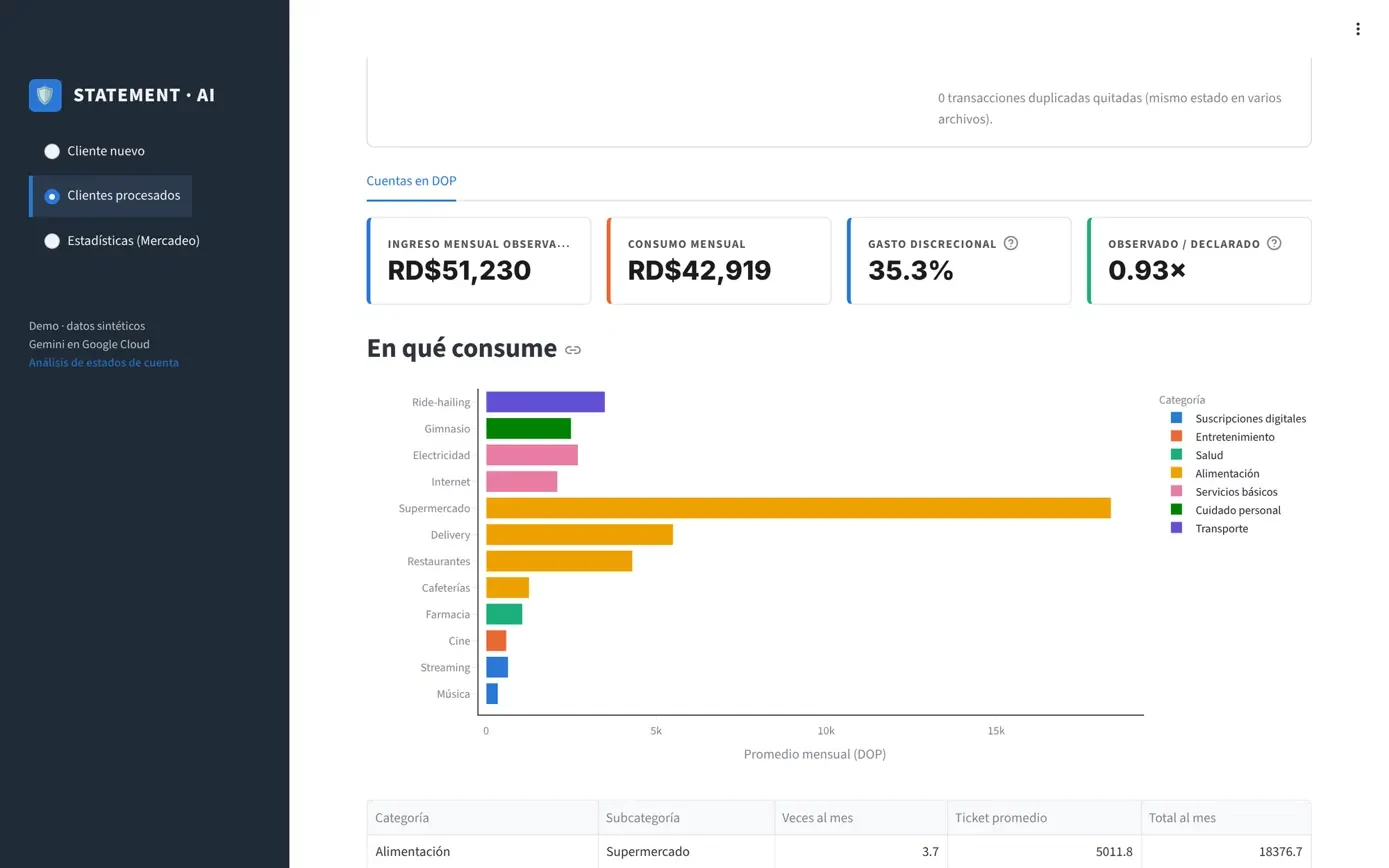 STATEMENT · AI
Cliente nuevo
Clientes procesados
Estadísticas (Mercadeo)
Demo · datos sintéticos
Gemini en Google Cloud
Análisis de estados de cuenta
0 transacciones duplicadas quitadas (mismo estado en varios
archivos).
Cuentas en DOP
INGRESO MENSUAL OBSERVA...
RD$51,230
CONSUMO MENSUAL
RD$42,919
GASTO DISCRECIONAL
35.3%
OBSERVADO / DECLARADO
0.93×
En qué consume
Ride-hailing
Gimnasio
Electricidad
Internet
Supermercado
Delivery
Restaurantes
Cafeterías
Farmacia
Cine
Streaming
Música
0 5k 10k 15k
Promedio mensual (DOP)
Categoría
Suscripciones digitales
Entretenimiento
Salud
Alimentación
Servicios básicos
Cuidado personal
Transporte
Categoría Subcategoría Veces al mes Ticket promedio Total al mes
Alimentación Supermercado 3.7 5011.8 18376.7